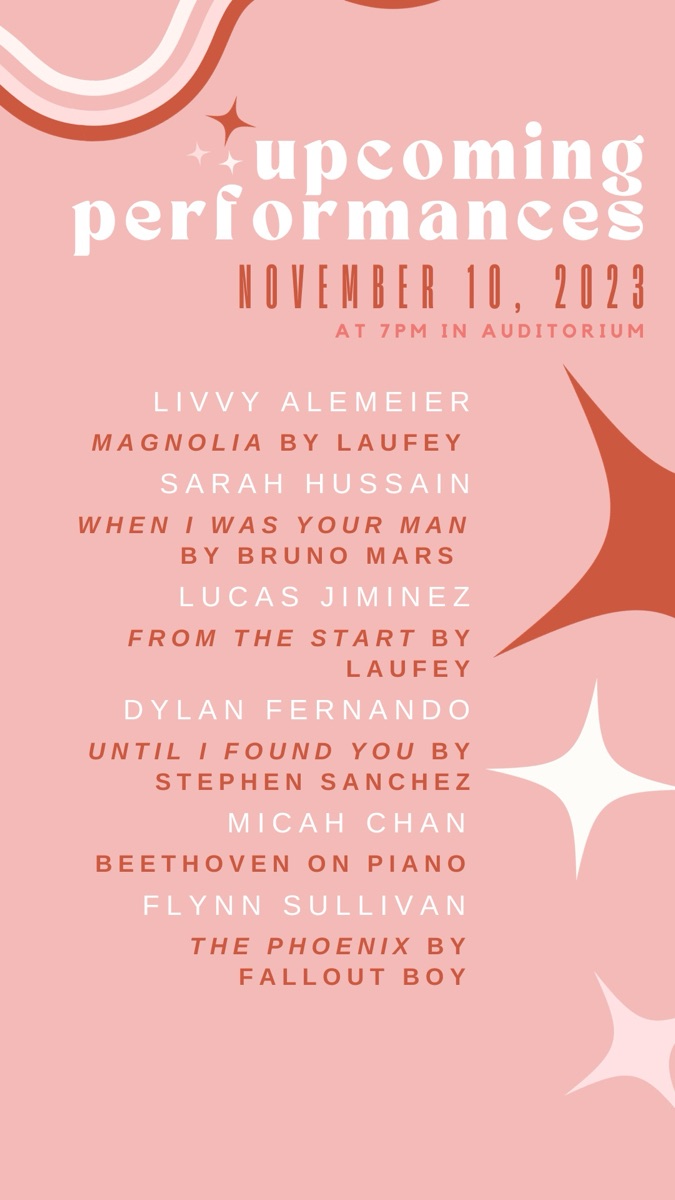 upcoming
performances
NOVEMBER 10, 2023
AT 7PM IN AUDITORIUM
LIVVY ALEMEIER
MAGNOLIA BY LAUFEY
SARAH HUSSAIN
WHEN I WAS YOUR MAN
BY BRUNO MARS
LUCAS JIMINEZ
FROM THE START BY
LAUFEY
DYLAN FERNANDO
UNTIL I FOUND YOU BY
STEPHEN SANCHEZ
MICAH CHAN
BEETHOVEN ON PIANO
FLYNN SULLIVAN
THE PHOENIX BY
FALLOUT BOY